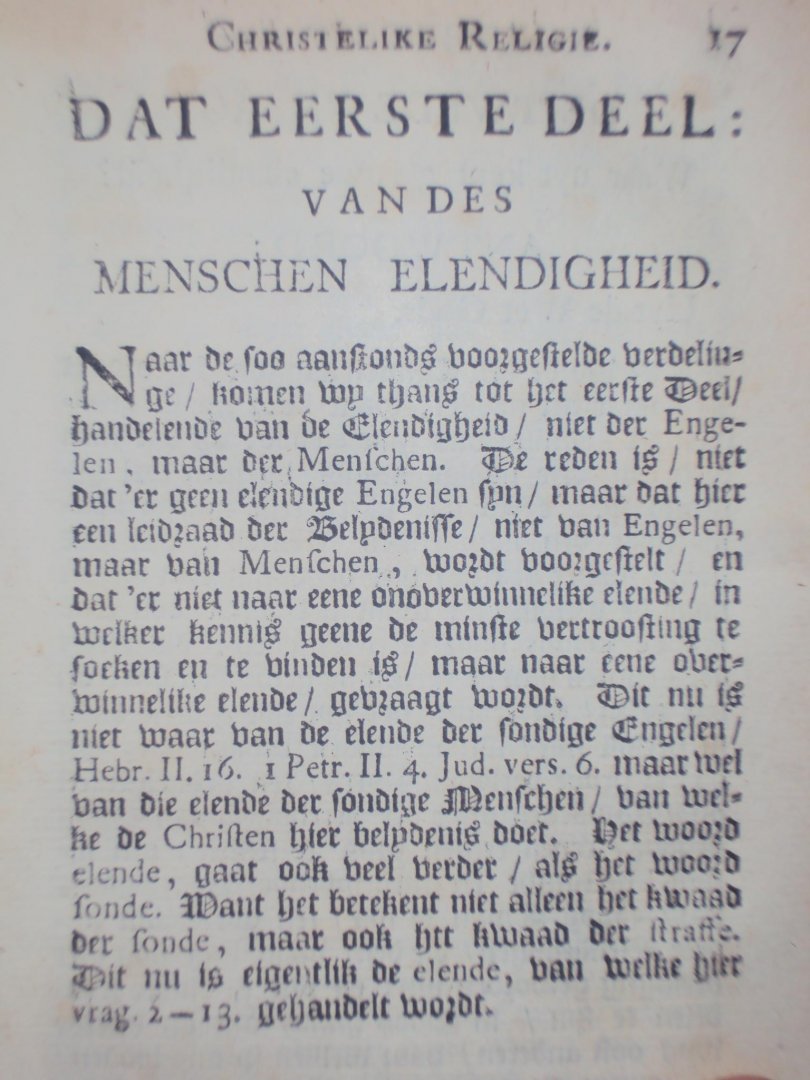 CHRISTELIKE RELIGIE. 17
DAT EERSTE DEEL:
VAN DES
MENSCHEN ELENDIGHEID.
Naar de soo aanstonds voorgestelde verdelin-
ge / komen wy thans tot het eerste Deel/
handelende van de Elendigheid / niet der Enge-
len, maar der Menschen. De reden is / niet
dat 'er geen elendige Engelen syn / maar dat hier
een leidraad der Belydenisse / niet van Engelen,
maar van Menschen, wordt voorgestelt / en
dat 'er niet naar eene onoverwinnelike elende / in
welker kennis geene de minste vertroosting te
soeken en te vinden is / maar naar eene over-
winnelike elende / gevraagt wordt. Dit nu is
niet waar van de elende der sondige Engelen /
Hebr. II. 16. 1 Petr. II. 4. Jud. vers. 6. maar wel
van die elende der sondige Menschen / van wel-
ke de Christen hier belydenis doet. Het woord
elende, gaat ook veel verder / als het woord
sonde. Want het betekent niet alleen het kwaad
der sonde, maar ook htt kwaad der straffe.
Dit nu is eigentlik de elende, van welke hier
vrag. 2-13. gehandelt wordt.